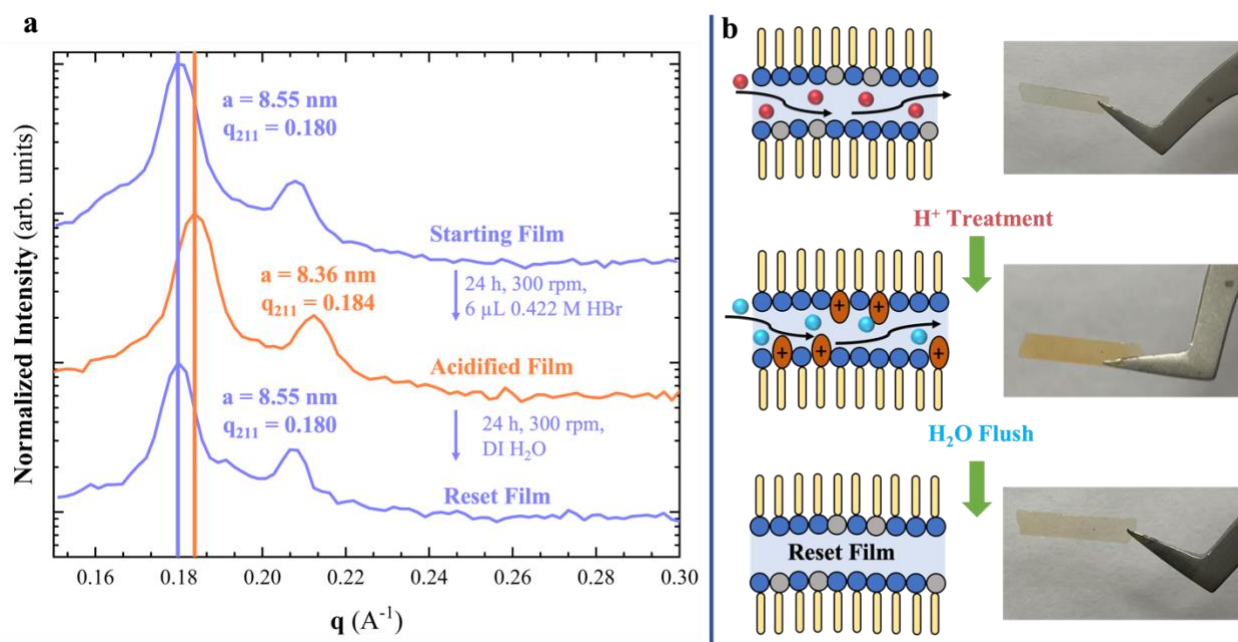 a
Normalized Intensity (arb. units)
a = 8.55 nm
q₂₁₁ = 0.180
Starting Film
24 h, 300 rpm,
6 µL 0.422 M HBr
a = 8.36 nm
q₂₁₁ = 0.184
Acidified Film
a = 8.55 nm
q₂₁₁ = 0.180
24 h, 300 rpm,
DI H₂O
Reset Film
0.16 0.18 0.20 0.22 0.24 0.26 0.28 0.30
q (A⁻¹)
b
H⁺ Treatment
+ +
+ + +
H₂O Flush
Reset Film